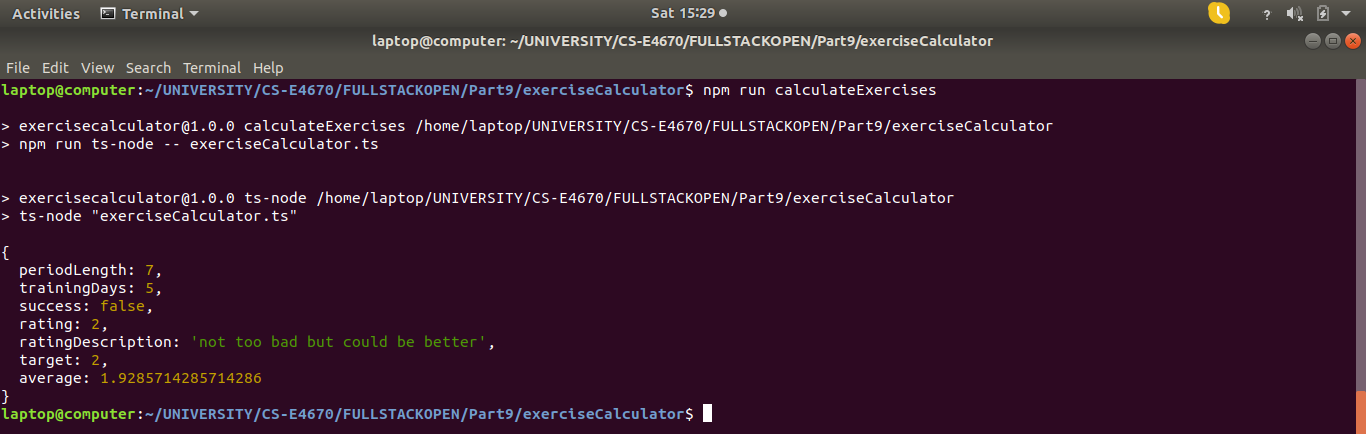 Activities Terminal Sat 15:29
laptop@computer: ~/UNIVERSITY/CS-E4670/FULLSTACKOPEN/Part9/exerciseCalculator
File Edit View Search Terminal Help
laptop@computer:~/UNIVERSITY/CS-E4670/FULLSTACKOPEN/Part9/exerciseCalculator$ npm run calculateExercises
> exercisecalculator@1.0.0 calculateExercises /home/laptop/UNIVERSITY/CS-E4670/FULLSTACKOPEN/Part9/exerciseCalculator
> npm run ts-node -- exerciseCalculator.ts
> exercisecalculator@1.0.0 ts-node /home/laptop/UNIVERSITY/CS-E4670/FULLSTACKOPEN/Part9/exerciseCalculator
> ts-node "exerciseCalculator.ts"
{
  periodLength: 7,
  trainingDays: 5,
  success: false,
  rating: 2,
  ratingDescription: 'not too bad but could be better',
  target: 2,
  average: 1.9285714285714286
}
laptop@computer:~/UNIVERSITY/CS-E4670/FULLSTACKOPEN/Part9/exerciseCalculator$